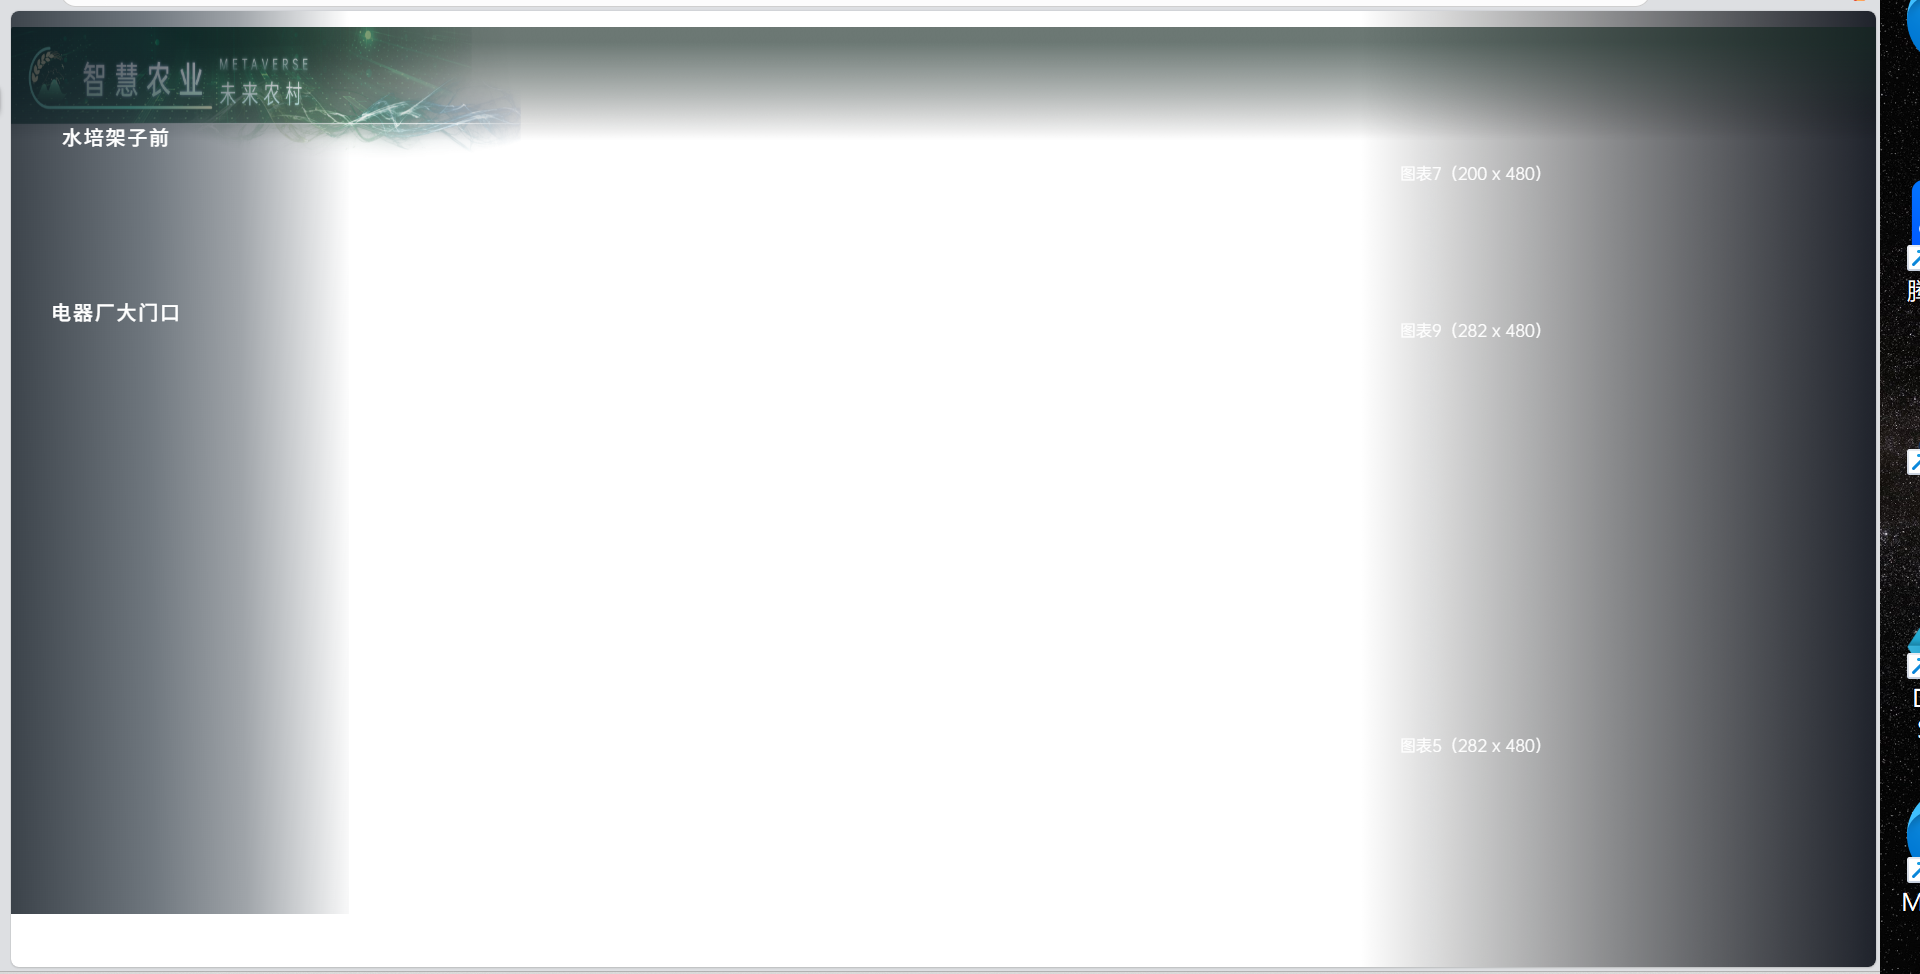 智慧农业
METAVERSE
未来农村
水培架子前
电器厂大门口
图表7（200 x 480）
图表9（282 x 480）
图表5（282 x 480）